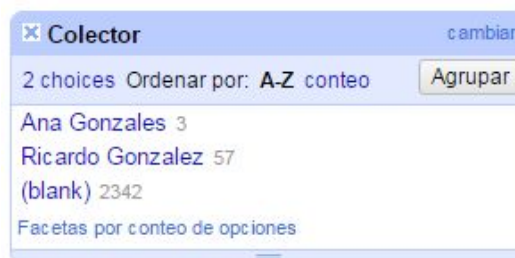 Colector cambiar
2 choices Ordenar por: A-Z conteo Agrupar
Ana Gonzales 3
Ricardo Gonzalez 57
(blank) 2342
Facetas por conteo de opciones